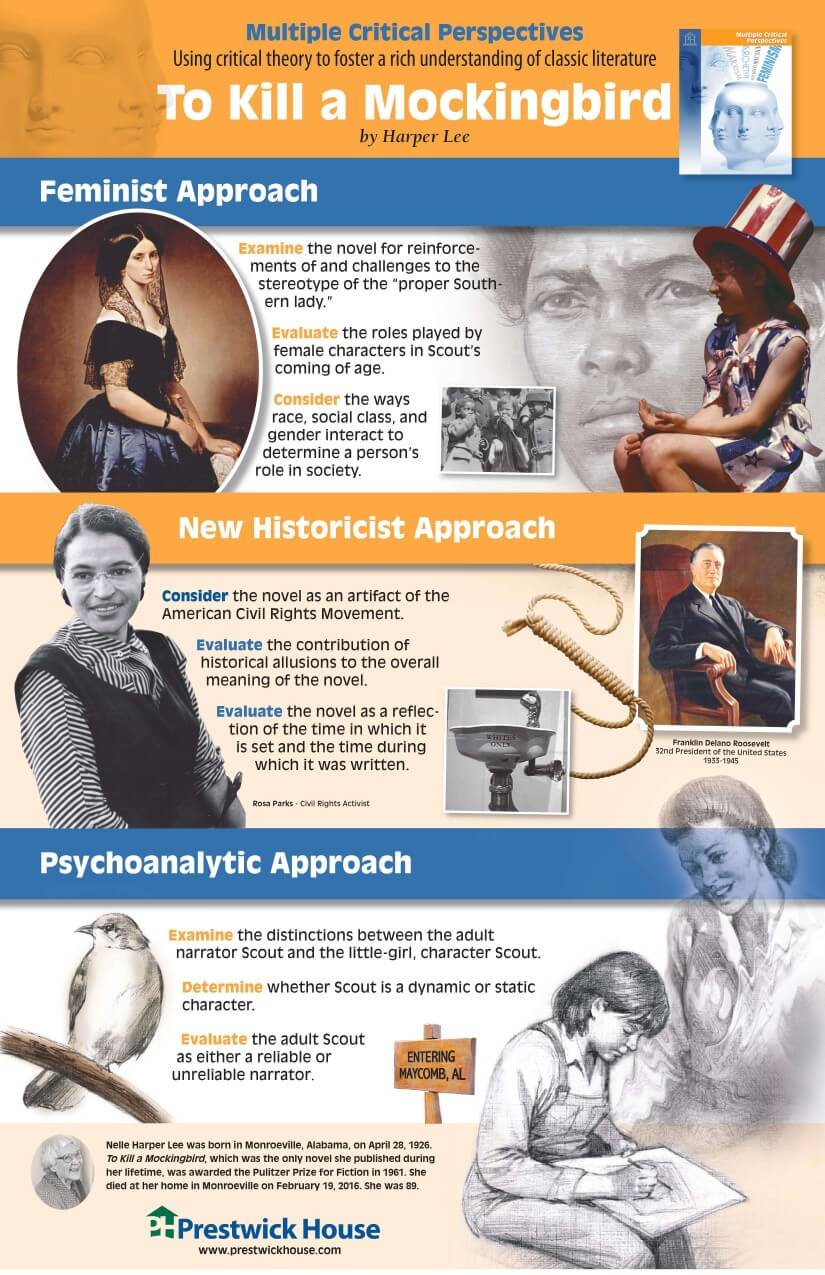 Multiple Critical Perspectives
Using critical theory to foster a rich understanding of classic literature
To Kill a Mockingbird
by Harper Lee
PH
Multiple Critical
Perspectives
MARXISM
FEMINISM
Feminist Approach
Examine the novel for reinforce-
ments of and challenges to the
stereotype of the “proper South-
ern lady.”
Evaluate the roles played by
female characters in Scout’s
coming of age.
Consider the ways
race, social class, and
gender interact to
determine a person’s
role in society.
New Historicist Approach
Consider the novel as an artifact of the
American Civil Rights Movement.
Evaluate the contribution of
historical allusions to the overall
meaning of the novel.
Evaluate the novel as a reflec-
tion of the time in which it
is set and the time during
which it was written.
WHITES
ONLY
Franklin Delano Roosevelt
32nd President of the United States
1933-1945
Rosa Parks - Civil Rights Activist
Psychoanalytic Approach
Examine the distinctions between the adult
narrator Scout and the little-girl, character Scout.
Determine whether Scout is a dynamic or static
character.
Evaluate the adult Scout
as either a reliable or
unreliable narrator.
ENTERING
MAYCOMB, AL
Nelle Harper Lee was born in Monroeville, Alabama, on April 28, 1926.
To Kill a Mockingbird, which was the only novel she published during
her lifetime, was awarded the Pulitzer Prize for Fiction in 1961. She
died at her home in Monroeville on February 19, 2016. She was 89.
PH Prestwick House
www.prestwickhouse.com